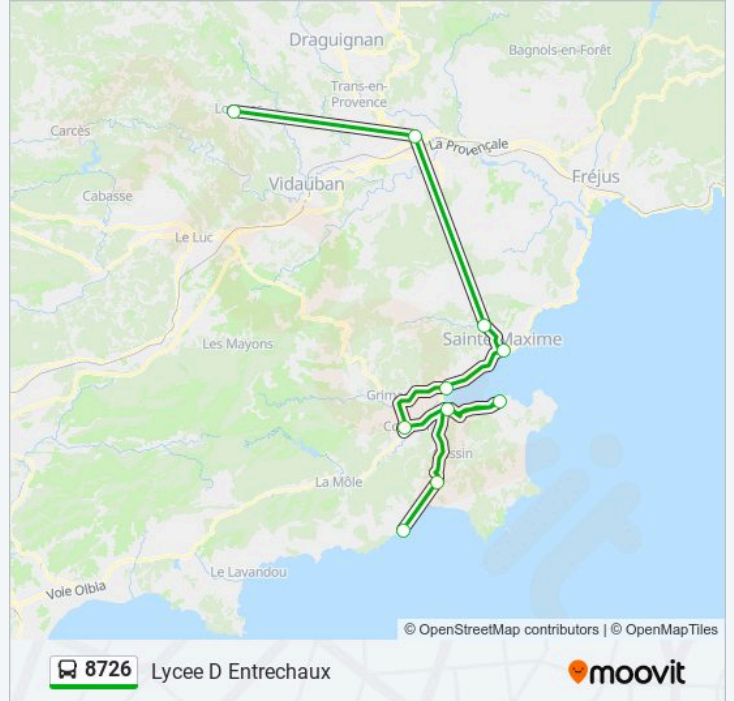 Draguignan
Bagnols-en-Forêt
Trans-en-
Provence
Carcès
La Provençale
Fréjus
Vidauban
Cabasse
Le Luc
Sainte-Maxime
Les Mayons
La Môle
Le Lavandou
Voie Olbia
© OpenStreetMap contributors | © OpenMapTiles
8726 Lycee D Entrechaux moovit